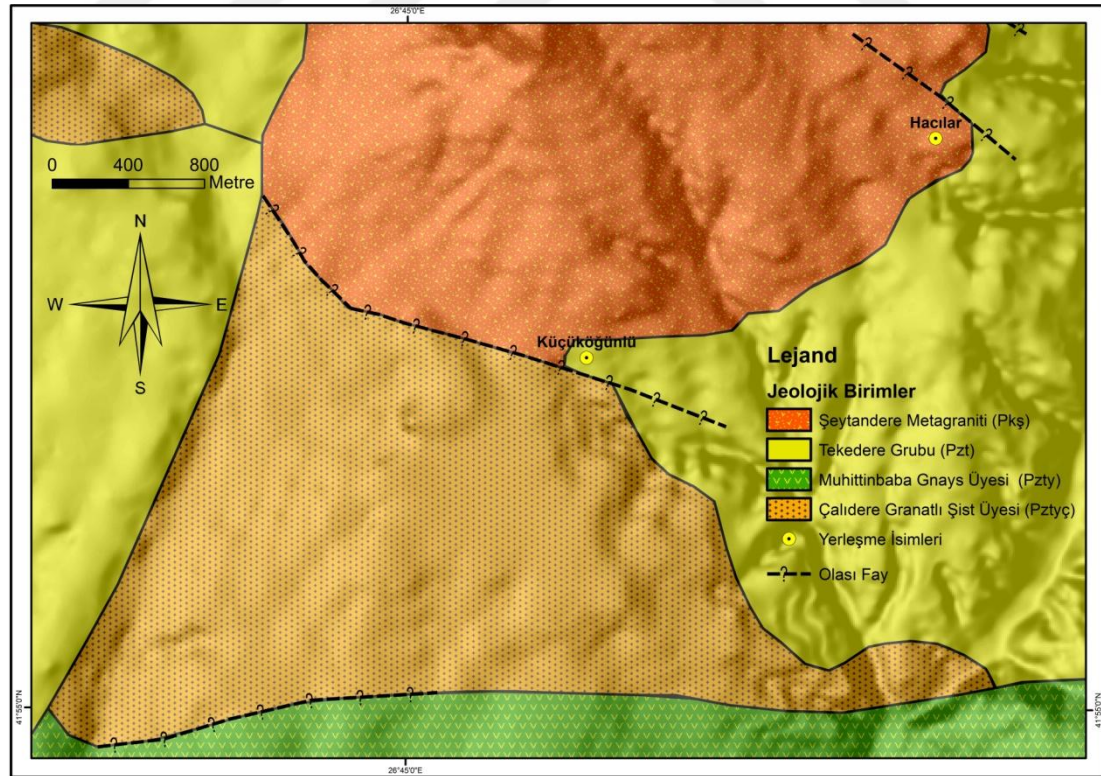 26°45'0"E
Hacılar
0 400 800
Metre
N
W E
S
Küçüköğünlü
Lejand
Jeolojik Birimler
Şeytandere Metagraniti (Pkş)
Tekedere Grubu (Pzt)
Muhittinbaba Gnays Üyesi (Pzty)
Çalıdere Granatlı Şist Üyesi (Pztyç)
Yerleşme İsimleri
? Olası Fay
41°55'0"N
41°55'0"N
26°45'0"E